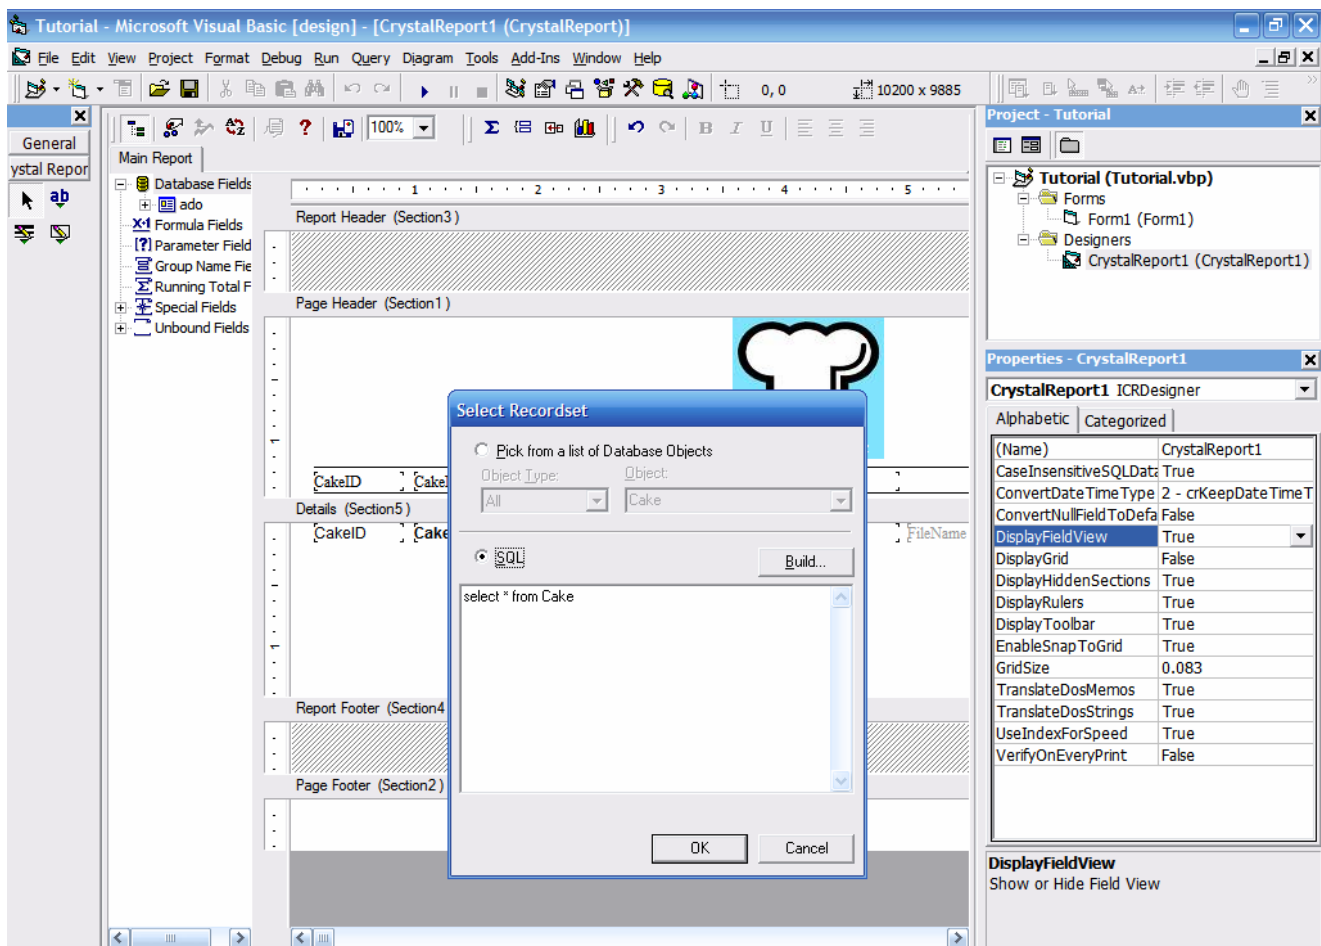 Tutorial - Microsoft Visual Basic [design] - [CrystalReport1 (CrystalReport)]
File Edit View Project Format Debug Run Query Diagram Tools Add-Ins Window Help
0, 0 10200 x 9885
General
ystal Repor
100%
Main Report
Database Fields
ado
Formula Fields
Parameter Field
Group Name Fie
Running Total F
Special Fields
Unbound Fields
1 2 3 4 5
Report Header (Section3)
Page Header (Section1)
CakeID Cakel
Details (Section5)
CakeID Cake FileName
Report Footer (Section4
Page Footer (Section2)
Select Recordset
Pick from a list of Database Objects
Object Type: Object:
All Cake
SQL
Build...
select * from Cake
OK Cancel
Project - Tutorial
Tutorial (Tutorial.vbp)
Forms
Form1 (Form1)
Designers
CrystalReport1 (CrystalReport1)
Properties - CrystalReport1
CrystalReport1 ICRDesigner
Alphabetic Categorized
(Name) CrystalReport1
CaseInsensitiveSQLData True
ConvertDateTimeType 2 - crKeepDateTimeT
ConvertNullFieldToDefa False
DisplayFieldView True
DisplayGrid False
DisplayHiddenSections True
DisplayRulers True
DisplayToolbar True
EnableSnapToGrid True
GridSize 0.083
TranslateDosMemos True
TranslateDosStrings True
UseIndexForSpeed True
VerifyOnEveryPrint False
DisplayFieldView
Show or Hide Field View